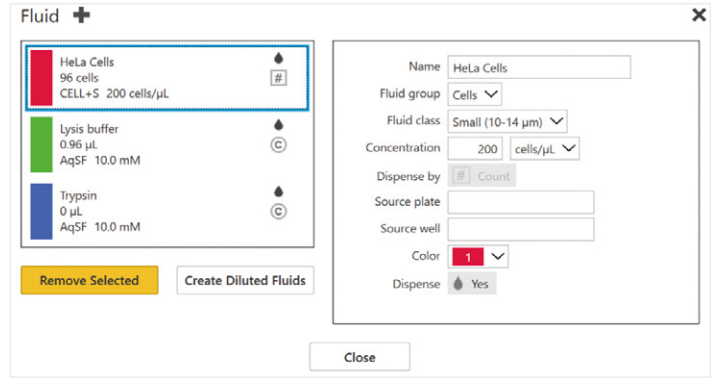 Fluid
HeLa Cells
96 cells
CELL+S 200 cells/µL
#
Lysis buffer
0.96 µL
AqSF 10.0 mM
C
Trypsin
0 µL
AqSF 10.0 mM
C
Remove Selected
Create Diluted Fluids
Name HeLa Cells
Fluid group Cells
Fluid class Small (10-14 µm)
Concentration 200 cells/µL
Dispense by # Count
Source plate
Source well
Color 1
Dispense Yes
Close